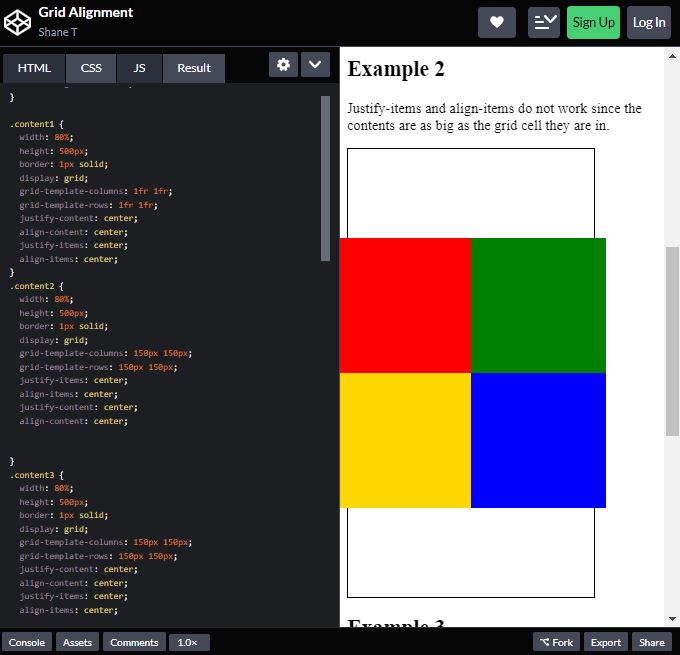 Grid Alignment
Shane T
Sign Up
Log In
HTML
CSS
JS
Result
}
.content1 {
width: 80%;
height: 500px;
border: 1px solid;
display: grid;
grid-template-columns: 1fr 1fr;
grid-template-rows: 1fr 1fr;
justify-content: center;
align-content: center;
justify-items: center;
align-items: center;
}
.content2 {
width: 80%;
height: 500px;
border: 1px solid;
display: grid;
grid-template-columns: 150px 150px;
grid-template-rows: 150px 150px;
justify-items: center;
align-items: center;
justify-content: center;
align-content: center;
}
.content3 {
width: 80%;
height: 500px;
border: 1px solid;
display: grid;
grid-template-columns: 150px 150px;
grid-template-rows: 150px 150px;
justify-content: center;
align-content: center;
justify-items: center;
align-items: center;
Example 2
Justify-items and align-items do not work since the
contents are as big as the grid cell they are in.
Example 3
Console
Assets
Comments
1.0×
Fork
Export
Share